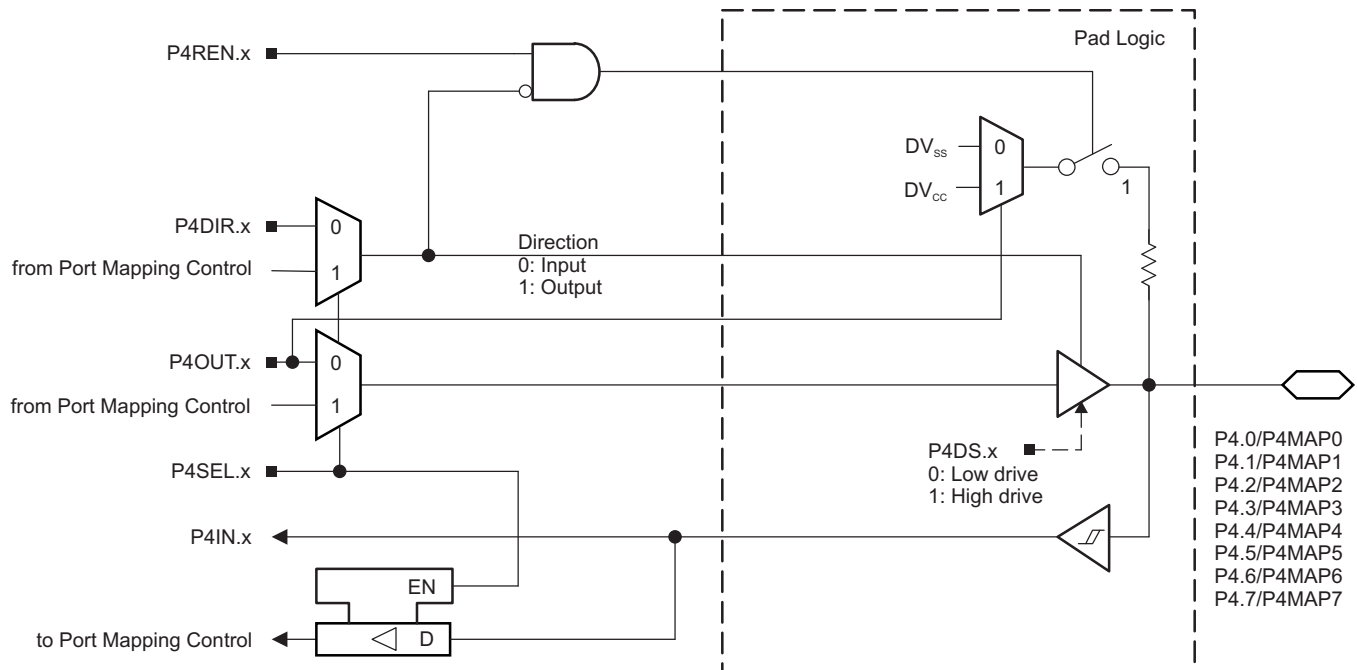 Pad Logic
P4REN.x
DVSS
0
DVCC
1
1
P4DIR.x
0
from Port Mapping Control
1
Direction
0: Input
1: Output
P4OUT.x
0
from Port Mapping Control
1
P4DS.x
0: Low drive
1: High drive
P4SEL.x
P4IN.x
EN
to Port Mapping Control
D
P4.0/P4MAP0
P4.1/P4MAP1
P4.2/P4MAP2
P4.3/P4MAP3
P4.4/P4MAP4
P4.5/P4MAP5
P4.6/P4MAP6
P4.7/P4MAP7